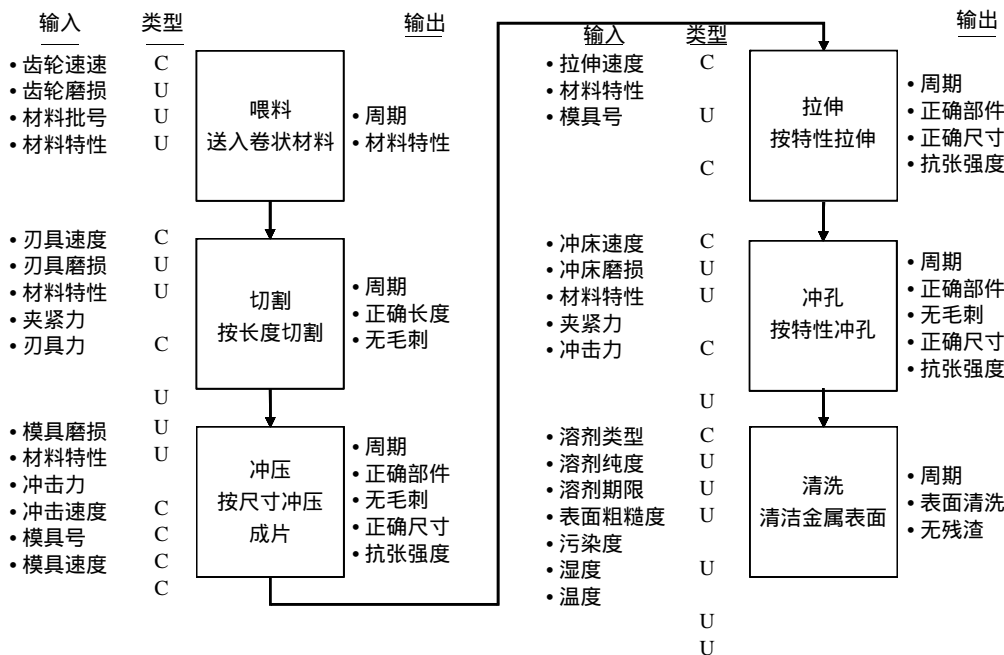 输入
类型
输出
• 齿轮速速
C
• 齿轮磨损
U
• 材料批号
U
• 材料特性
U
喂料
送入卷状材料
• 周期
• 材料特性
• 刃具速度
C
• 刃具磨损
U
• 材料特性
U
• 夹紧力
• 刃具力
C
U
切割
按长度切割
• 周期
• 正确长度
• 无毛刺
• 模具磨损
U
• 材料特性
U
• 冲击力
• 冲击速度
C
• 模具号
C
• 模具速度
C
C
冲压
按尺寸冲压
成片
• 周期
• 正确部件
• 无毛刺
• 正确尺寸
• 抗张强度
输入
类型
输出
• 拉伸速度
C
• 材料特性
• 模具号
U
C
拉伸
按特性拉伸
• 周期
• 正确部件
• 正确尺寸
• 抗张强度
• 冲床速度
C
• 冲床磨损
U
• 材料特性
U
• 夹紧力
• 冲击力
C
U
冲孔
按特性冲孔
• 周期
• 正确部件
• 无毛刺
• 正确尺寸
• 抗张强度
• 溶剂类型
C
• 溶剂纯度
U
• 溶剂期限
U
• 表面粗糙度
U
• 污染度
• 湿度
U
• 温度
U
U
清洗
清洁金属表面
• 周期
• 表面清洗
• 无残渣